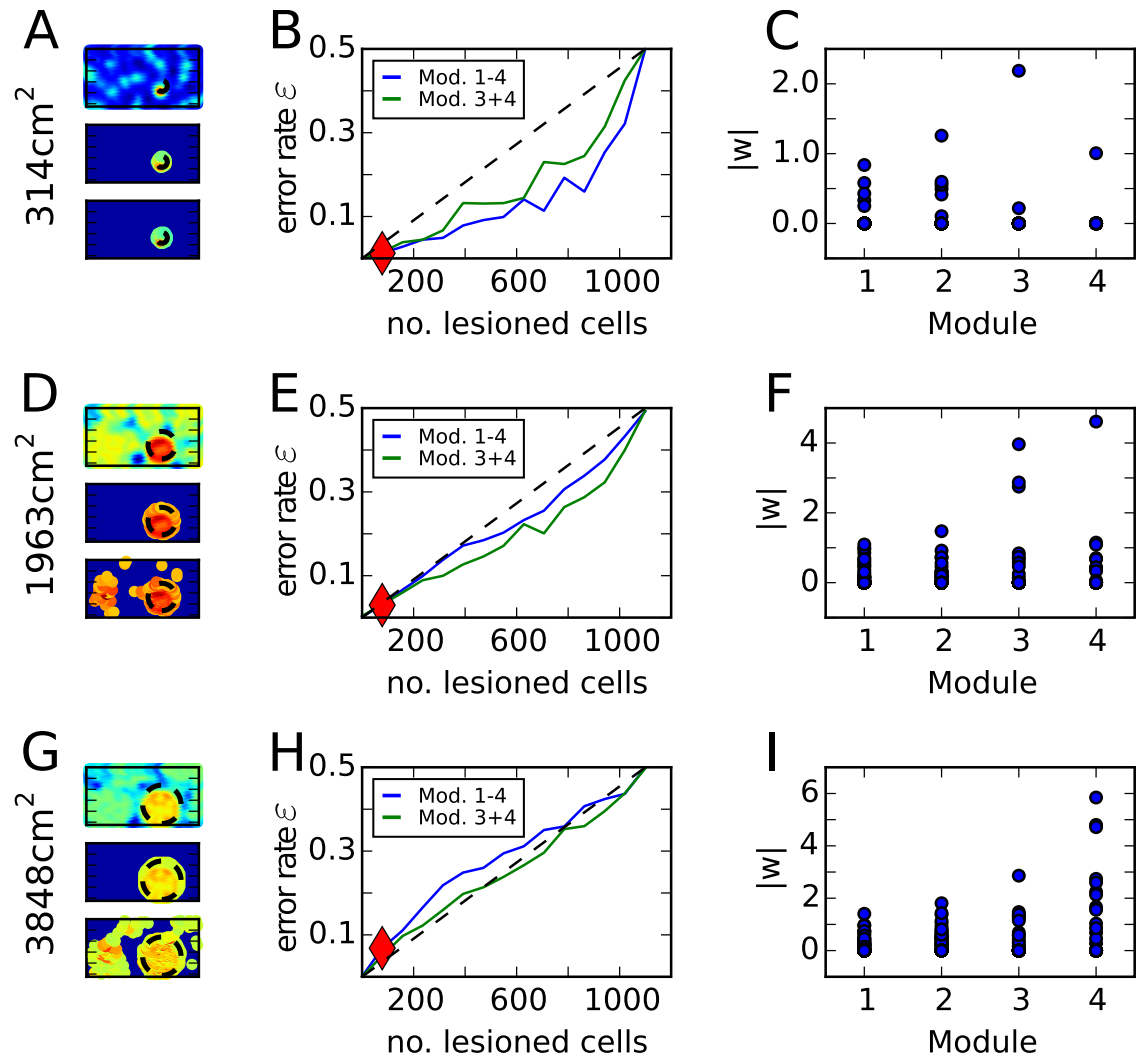 A
B
C
314cm²
0.5
0.3
0.1
error rate ε
Mod. 1-4
Mod. 3+4
200
600
1000
no. lesioned cells
2.0
1.0
0.0
|w|
1
2
3
4
Module
D
E
F
1963cm²
0.5
0.3
0.1
error rate ε
Mod. 1-4
Mod. 3+4
200
600
1000
no. lesioned cells
4
2
0
|w|
1
2
3
4
Module
G
H
I
3848cm²
0.5
0.3
0.1
error rate ε
Mod. 1-4
Mod. 3+4
200
600
1000
no. lesioned cells
6
4
2
0
|w|
1
2
3
4
Module